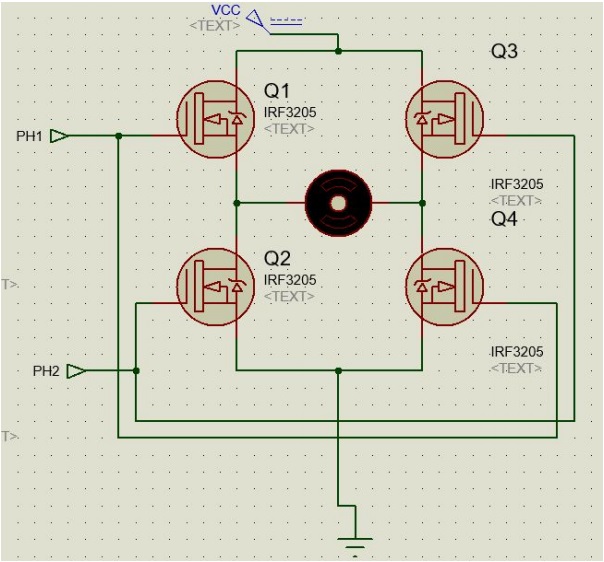 VCC
<TEXT>
Q3
Q1
IRF3205
<TEXT>
PH1
IRF3205
<TEXT>
Q4
Q2
IRF3205
<TEXT>
T>
IRF3205
<TEXT>
PH2
T>